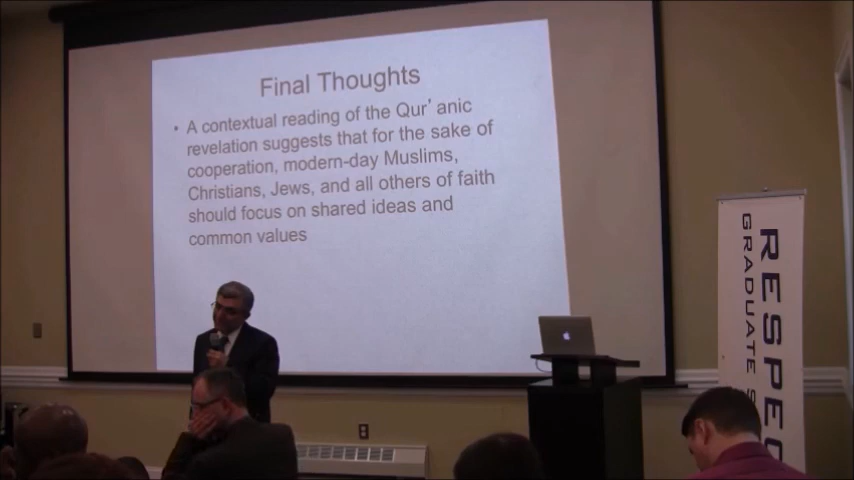 Final Thoughts
• A contextual reading of the Qur'anic
revelation suggests that for the sake of
cooperation, modern-day Muslims,
Christians, Jews, and all others of faith
should focus on shared ideas and
common values
RESPEC
GRADUATE S